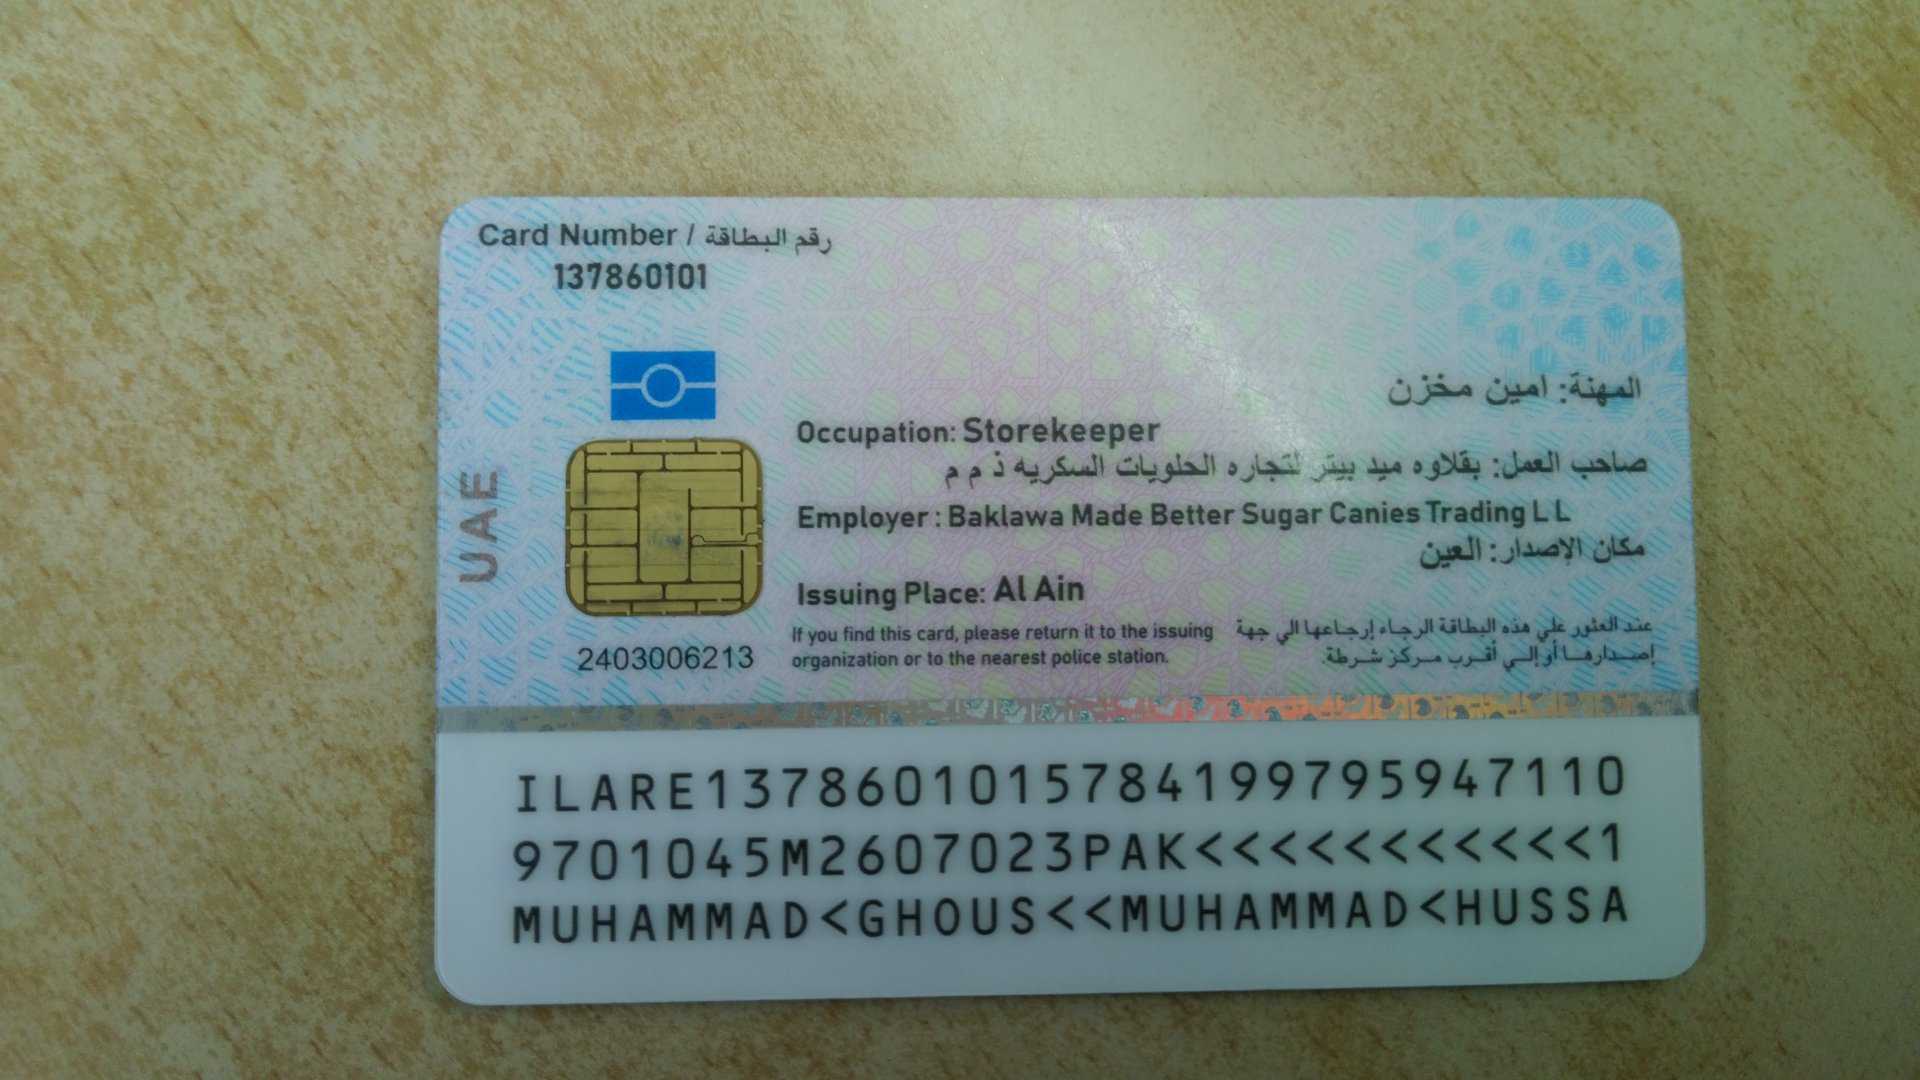 Card Number / رقم البطاقة
137860101
المهنة: امين مخزن
Occupation: Storekeeper
صاحب العمل: بقلاوه ميد بيتر لتجاره الحلويات السكريه ذ م م
Employer : Baklawa Made Better Sugar Canies Trading L L
مكان الإصدار: العين
Issuing Place: Al Ain
UAE
If you find this card, please return it to the issuing
organization or to the nearest police station.
عند العثور علي هذه البطاقة الرجاء إرجاعها الي جهة
إصدارها أو إلي أقرب مركز شرطة.
2403006213
ILARE1378601015784199795947110
9701045M2607023PAK<<<<<<<<<<<1
MUHAMMAD<GHOUS<<MUHAMMAD<HUSSA